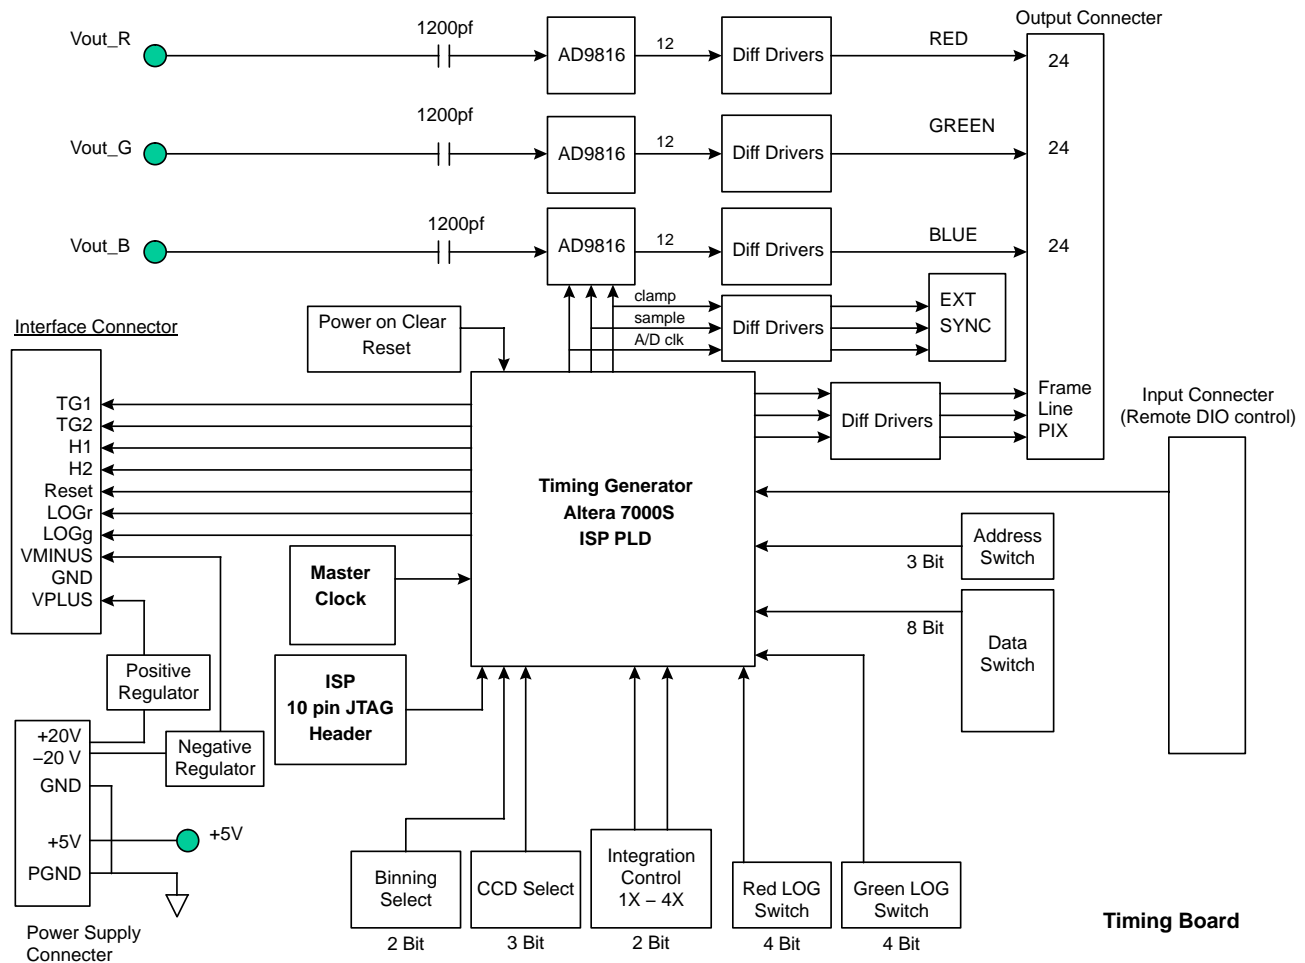 Output Connecter
Vout_R
1200pf
AD9816
12
Diff Drivers
RED
24
Vout_G
1200pf
AD9816
12
Diff Drivers
GREEN
24
Vout_B
1200pf
AD9816
12
Diff Drivers
BLUE
24
clamp
sample
A/D clk
Diff Drivers
EXT
SYNC
Power on Clear
Reset
Interface Connector
TG1
TG2
H1
H2
Reset
LOGr
LOGg
VMINUS
GND
VPLUS
Timing Generator
Altera 7000S
ISP PLD
Diff Drivers
Frame
Line
PIX
Input Connecter
(Remote DIO control)
Address
Switch
3 Bit
Data
Switch
8 Bit
Master
Clock
ISP
10 pin JTAG
Header
Positive
Regulator
Negative
Regulator
+20V
–20 V
GND
+5V
PGND
+5V
Power Supply
Connecter
Binning
Select
2 Bit
CCD Select
3 Bit
Integration
Control
1X – 4X
2 Bit
Red LOG
Switch
4 Bit
Green LOG
Switch
4 Bit
Timing Board